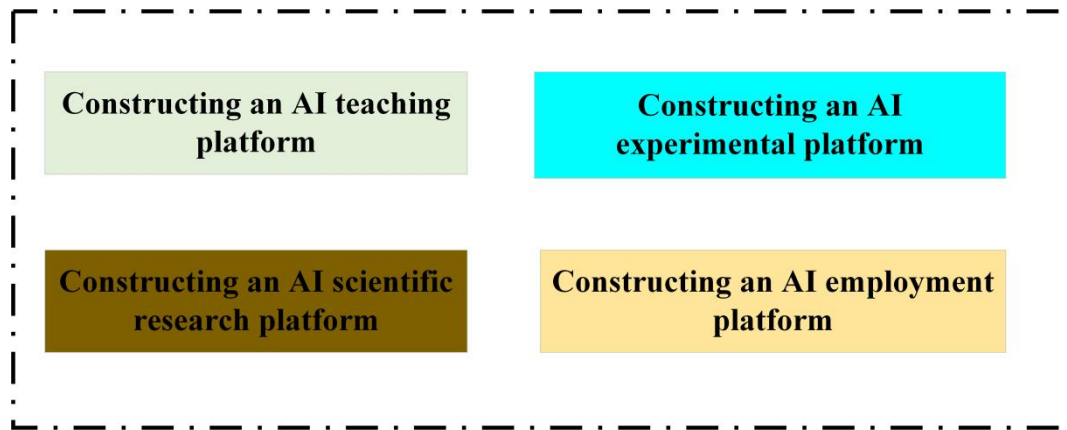 Constructing an AI teaching
platform
Constructing an AI
experimental platform
Constructing an AI scientific
research platform
Constructing an AI employment
platform